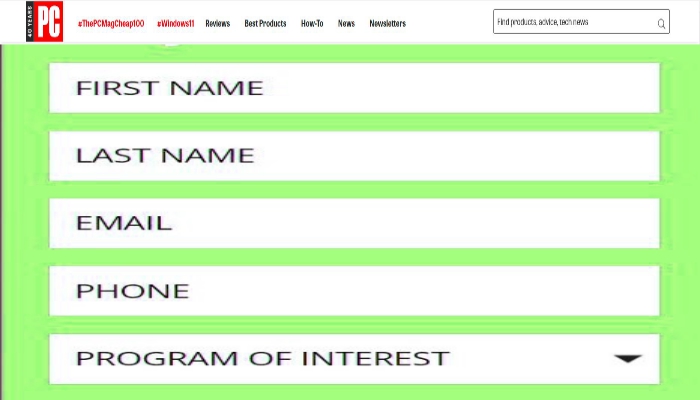 40 YEARS
PC
#ThePCMagCheap100 #Windows11 Reviews Best Products How-To News Newsletters
Find products, advice, tech news
FIRST NAME
LAST NAME
EMAIL
PHONE
PROGRAM OF INTEREST